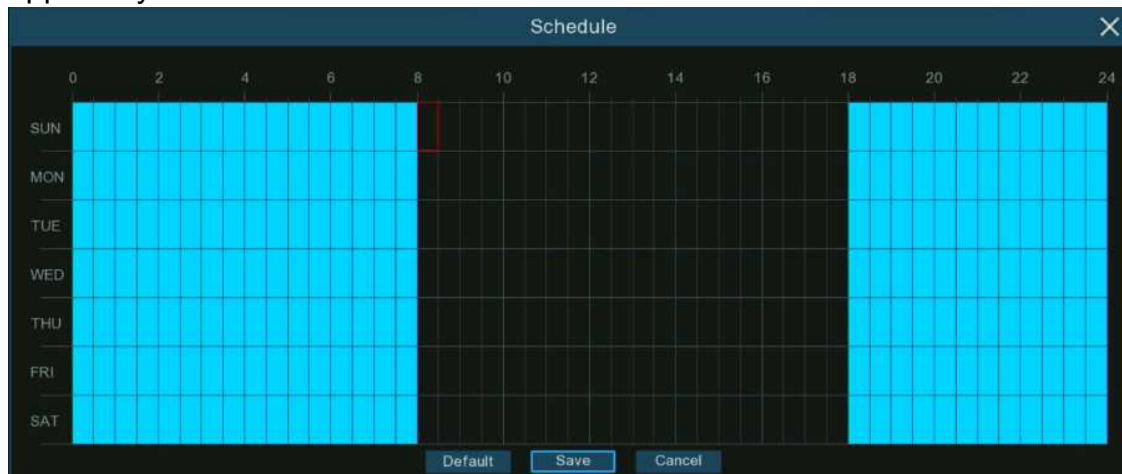 Schedule
0 2 4 6 8 10 12 14 16 18 20 22 24
SUN
MON
TUE
WED
THU
FRI
SAT
Default Save Cancel